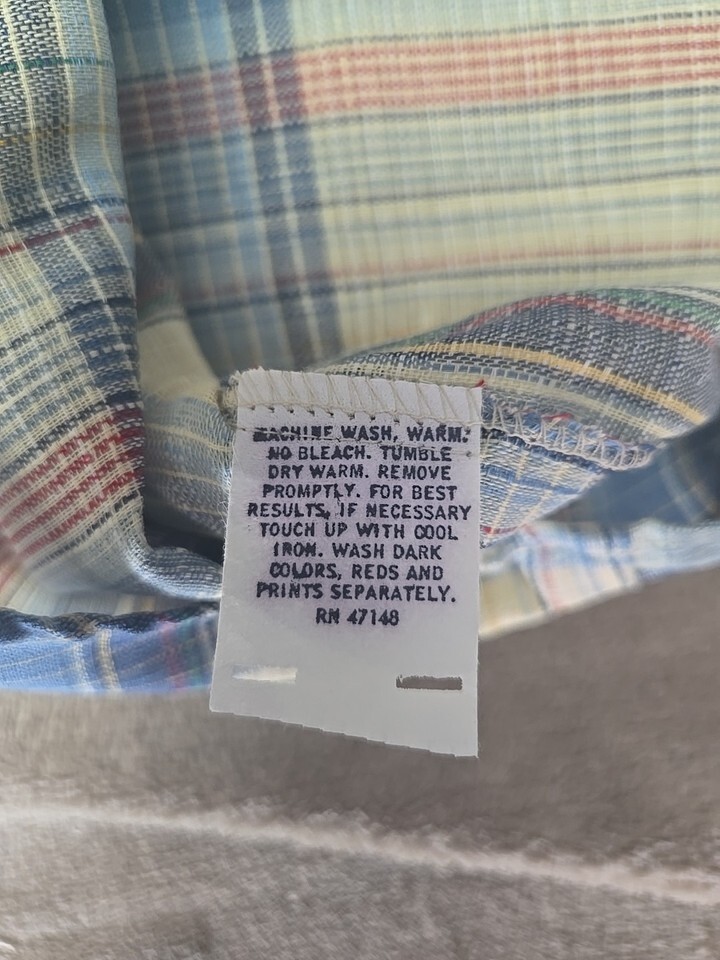 MACHINE WASH, WARM.
NO BLEACH. TUMBLE
DRY WARM. REMOVE
PROMPTLY. FOR BEST
RESULTS, IF NECESSARY
TOUCH UP WITH COOL
IRON. WASH DARK
COLORS, REDS AND
PRINTS SEPARATELY.
RN 47148